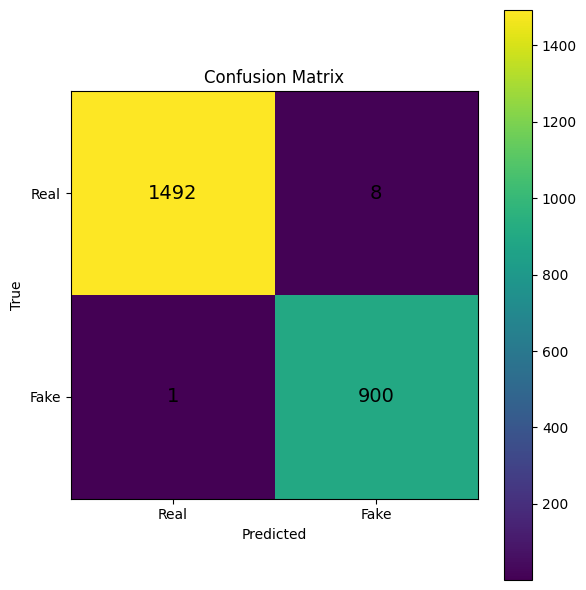 Confusion Matrix
1400
1200
1000
800
600
400
200
True
Real
Fake
1492
8
1
900
Real
Fake
Predicted